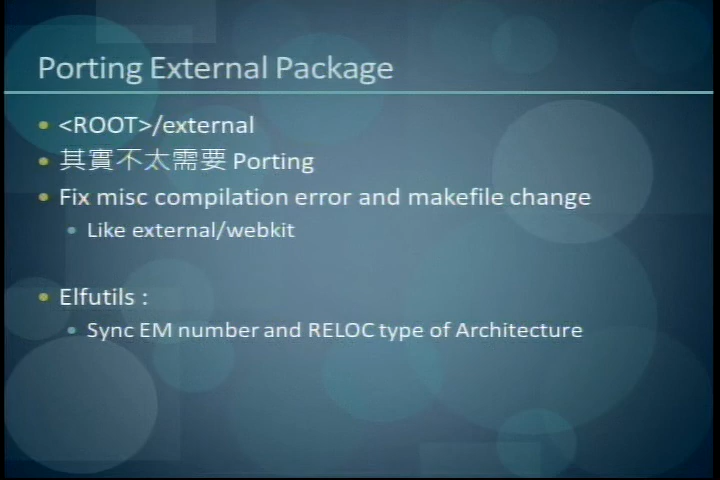 Porting External Package
<ROOT>/external
其實不太需要 Porting
Fix misc compilation error and makefile change
Like external/webkit
Elfutils :
Sync EM number and RELOC type of Architecture